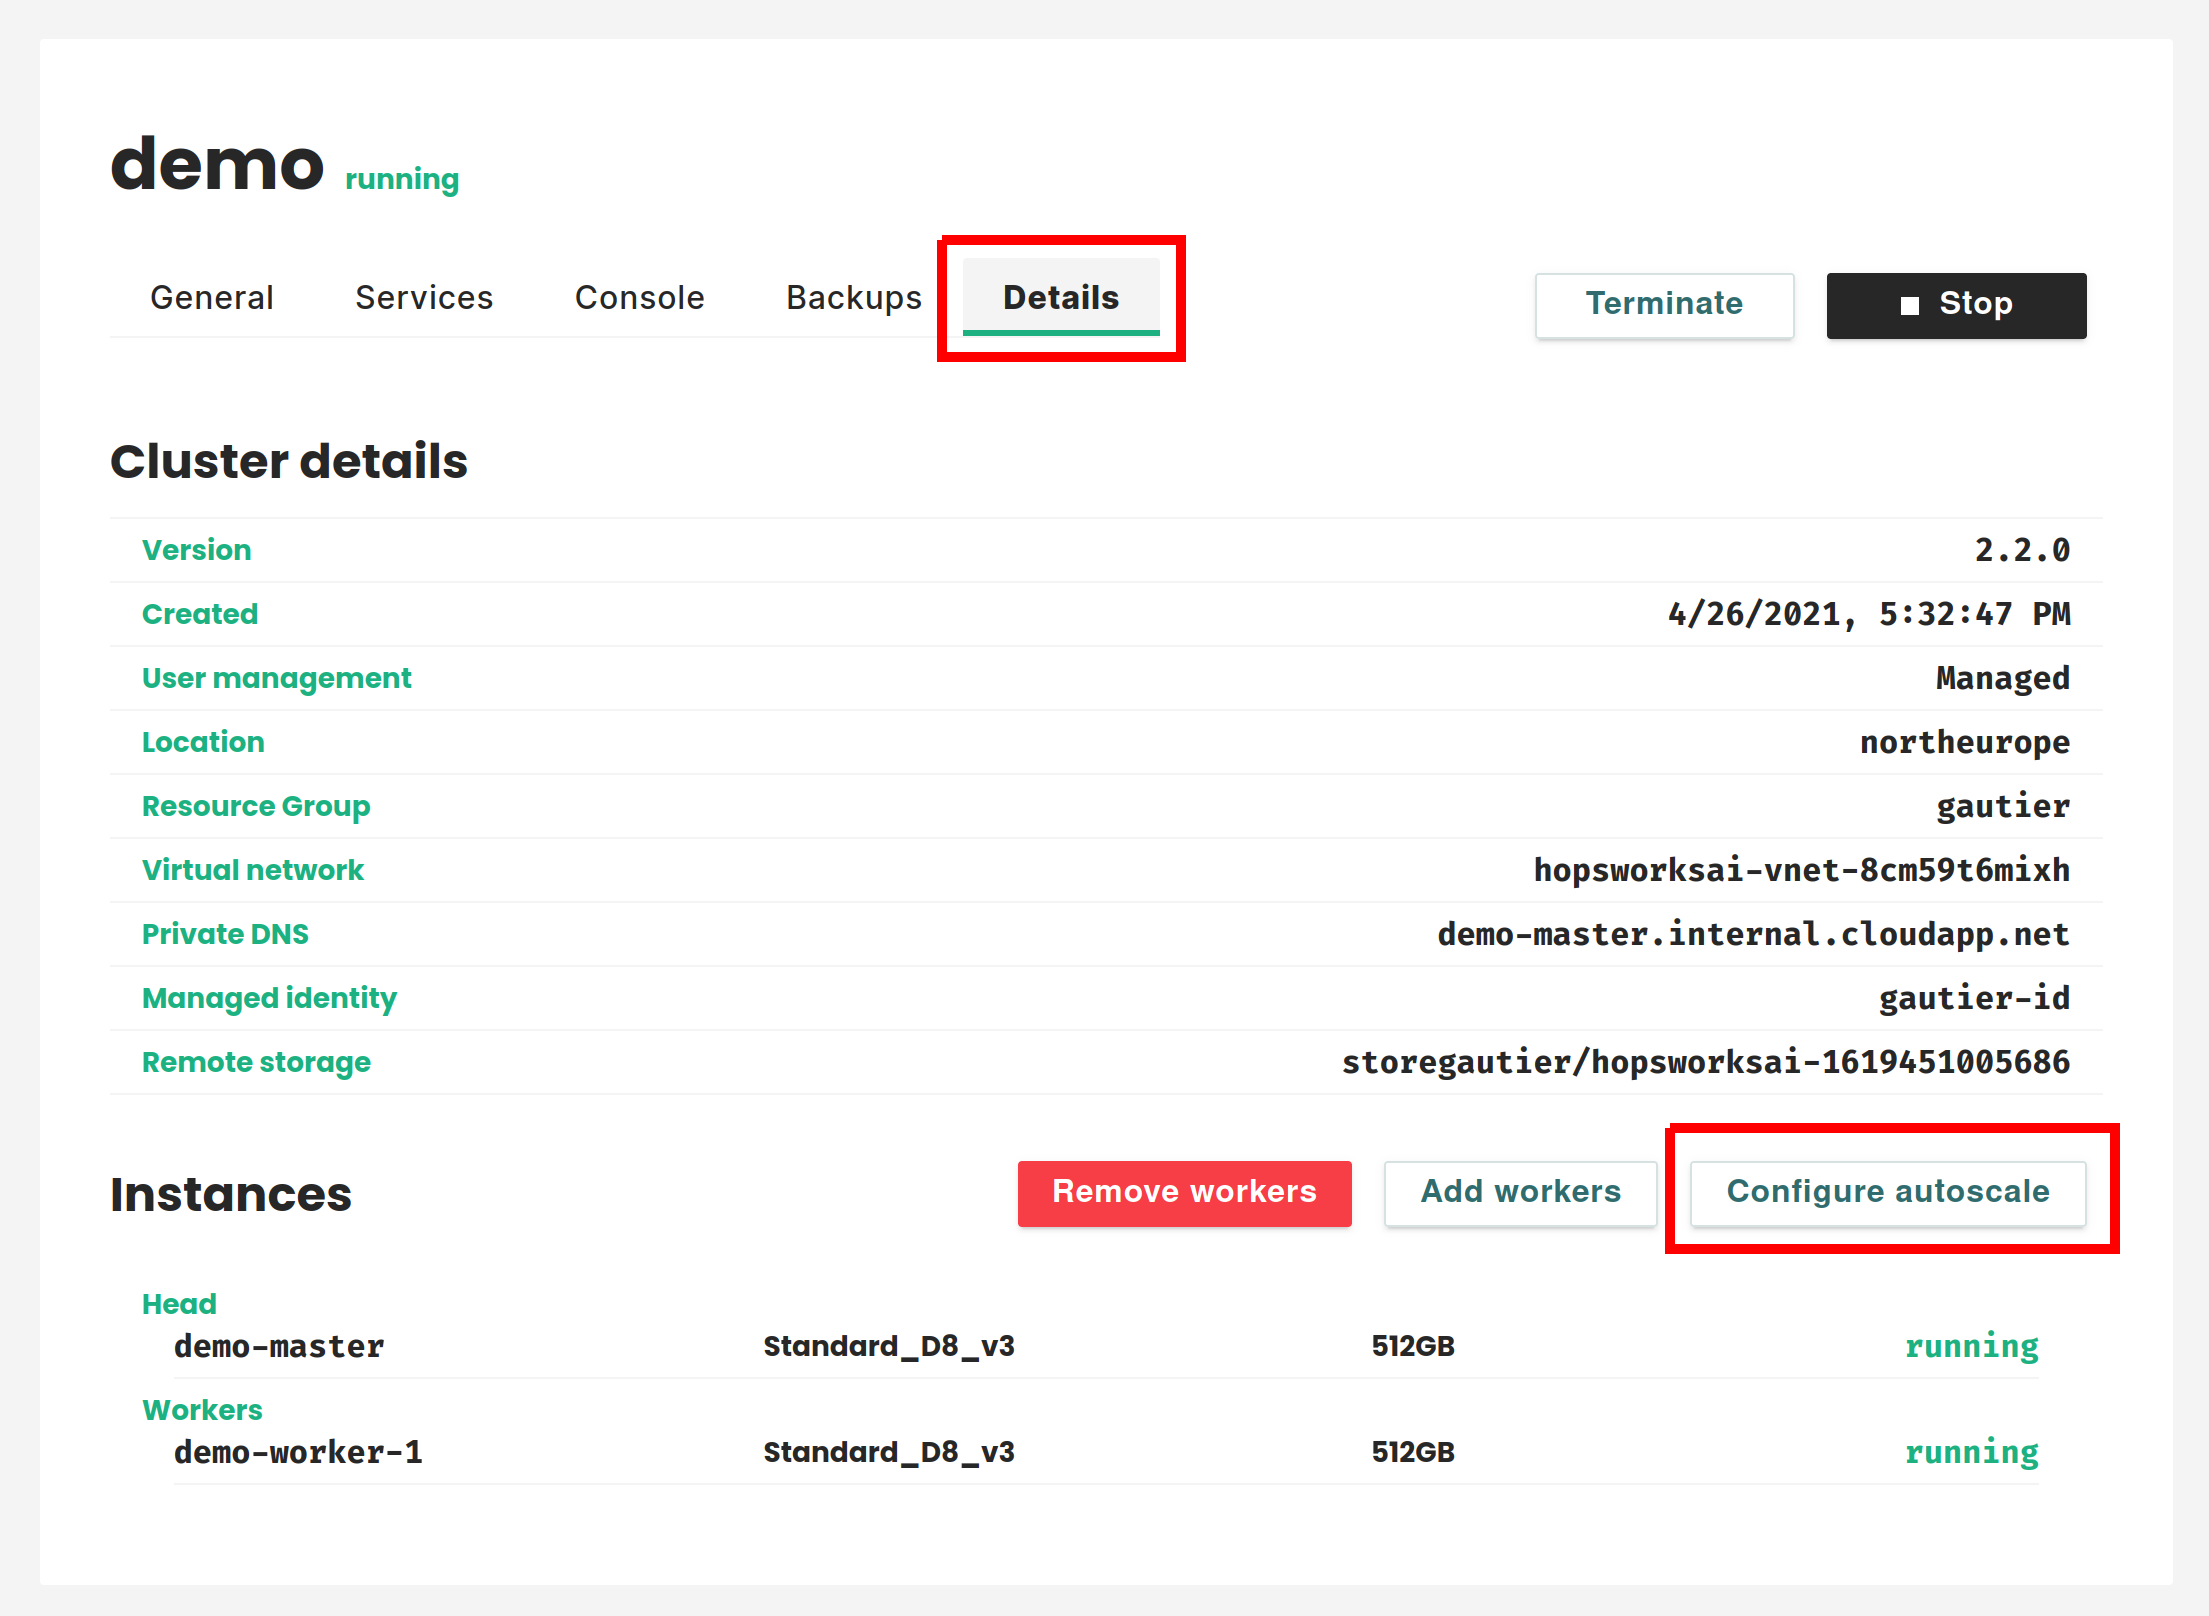 demo running
General Services Console Backups Details Terminate Stop
Cluster details
Version 2.2.0
Created 4/26/2021, 5:32:47 PM
User management Managed
Location northeurope
Resource Group gautier
Virtual network hopsworksai-vnet-8cm59t6mixh
Private DNS demo-master.internal.cloudapp.net
Managed identity gautier-id
Remote storage storegautier/hopsworksai-1619451005686
Instances Remove workers Add workers Configure autoscale
Head
demo-master Standard_D8_v3 512GB running
Workers
demo-worker-1 Standard_D8_v3 512GB running